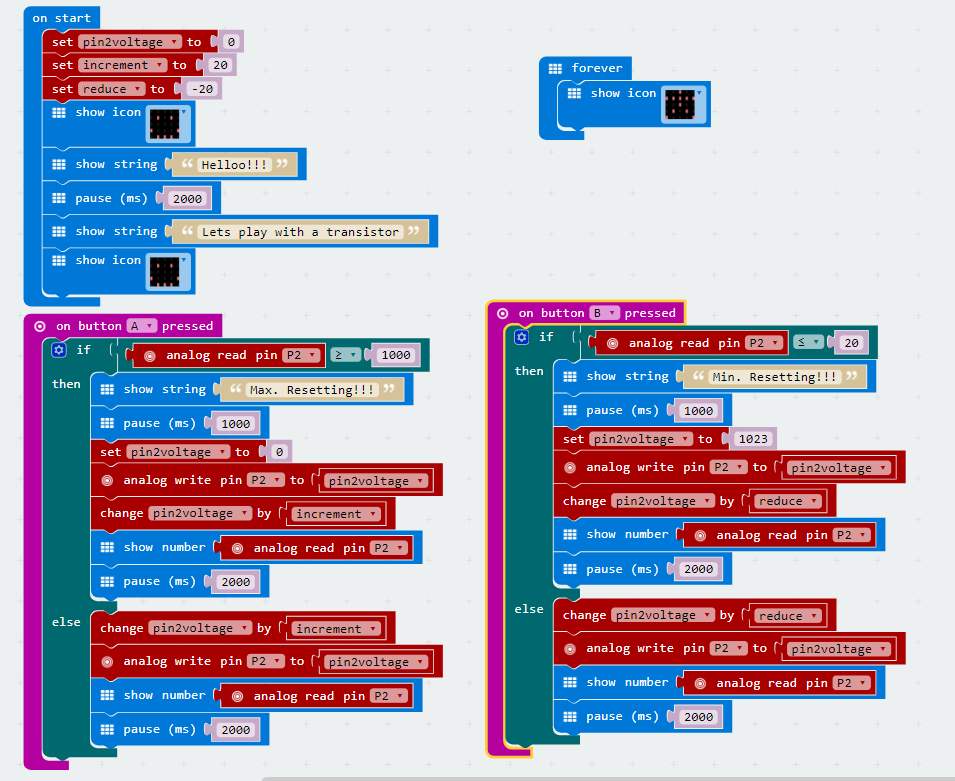 on start
set pin2voltage to 0
set increment to 20
set reduce to -20
show icon
show string “ Helloo!!! ”
pause (ms) 2000
show string “ Lets play with a transistor ”
show icon
forever
show icon
on button A pressed
if analog read pin P2 ≥ 1000
then
show string “ Max. Resetting!!! ”
pause (ms) 1000
set pin2voltage to 0
analog write pin P2 to pin2voltage
change pin2voltage by increment
show number analog read pin P2
pause (ms) 2000
else
change pin2voltage by increment
analog write pin P2 to pin2voltage
show number analog read pin P2
pause (ms) 2000
on button B pressed
if analog read pin P2 ≤ 20
then
show string “ Min. Resetting!!! ”
pause (ms) 1000
set pin2voltage to 1023
analog write pin P2 to pin2voltage
change pin2voltage by reduce
show number analog read pin P2
pause (ms) 2000
else
change pin2voltage by reduce
analog write pin P2 to pin2voltage
show number analog read pin P2
pause (ms) 2000